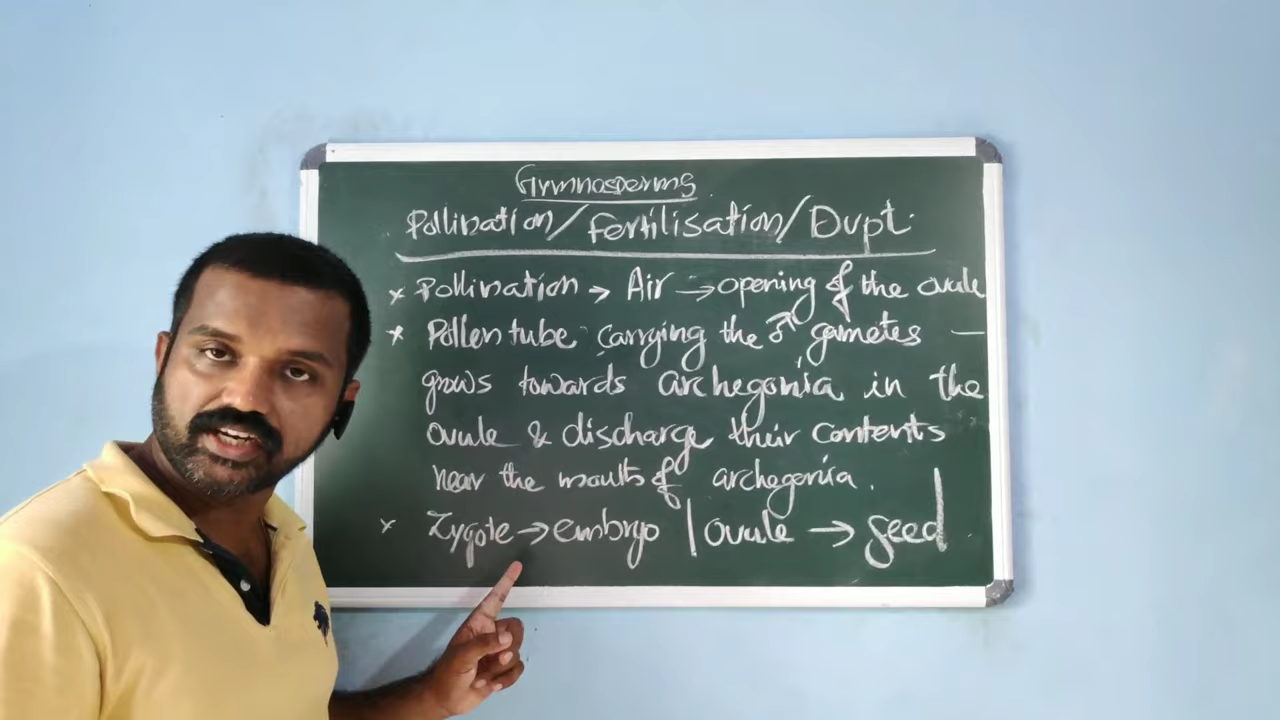 Gymnosperms
Pollination/Fertilisation/Dvpt.
x Pollination → Air → opening of the ovule
x Pollen tube carrying the ♂ gametes —
grows towards archegonia in the
ovule & discharge their contents
near the mouths of archegonia.
x Zygote → embryo | ovule → seed